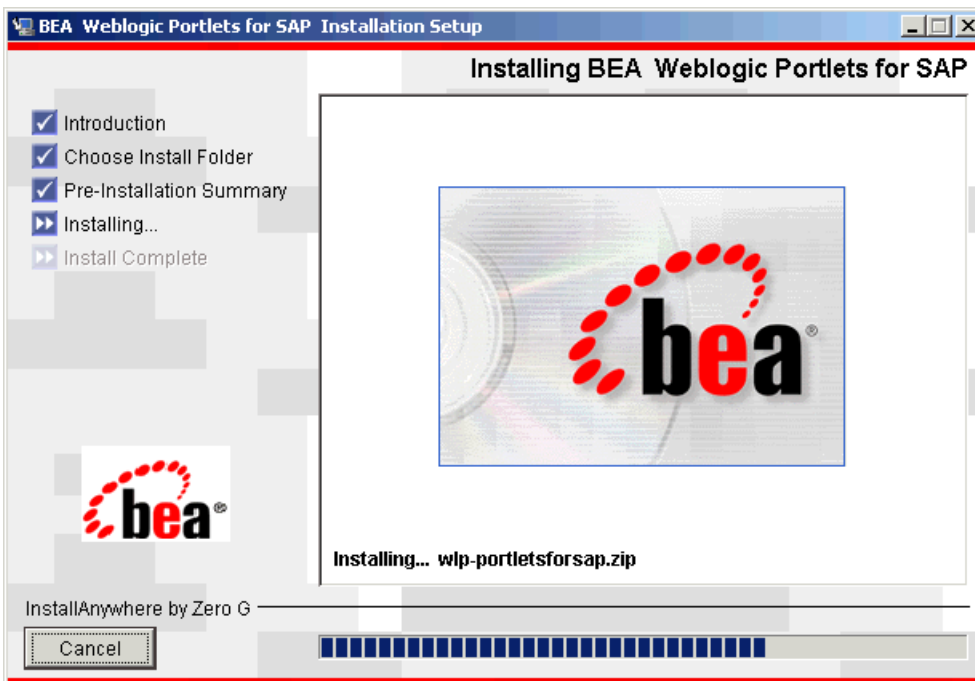 BEA Weblogic Portlets for SAP Installation Setup
Installing BEA Weblogic Portlets for SAP
Introduction
Choose Install Folder
Pre-Installation Summary
Installing...
Install Complete
bea®
bea®
Installing... wlp-portletsforsap.zip
InstallAnywhere by Zero G
Cancel